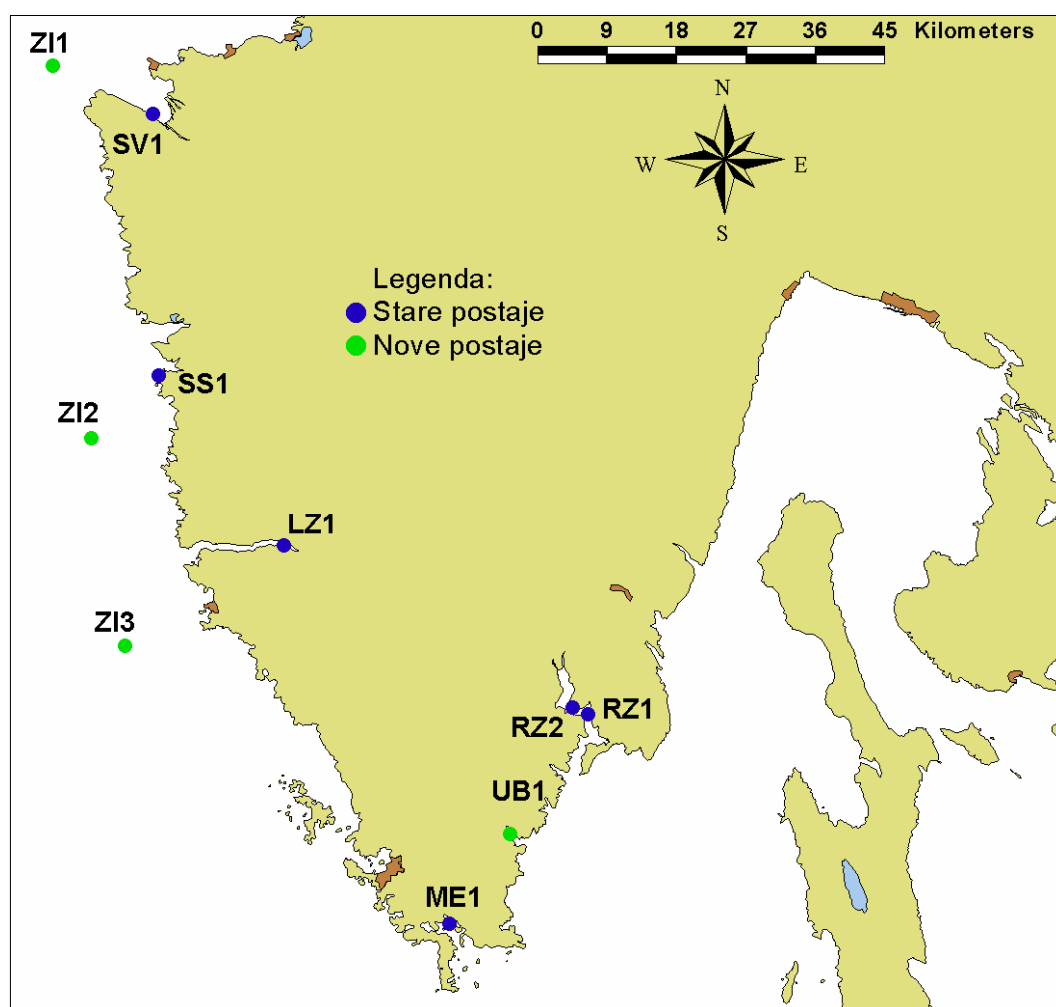 0 9 18 27 36 45 Kilometers
ZI1
N
SV1
W E
S
Legenda:
Stare postaje
Nove postaje
SS1
ZI2
LZ1
ZI3
RZ2 RZ1
UB1
ME1